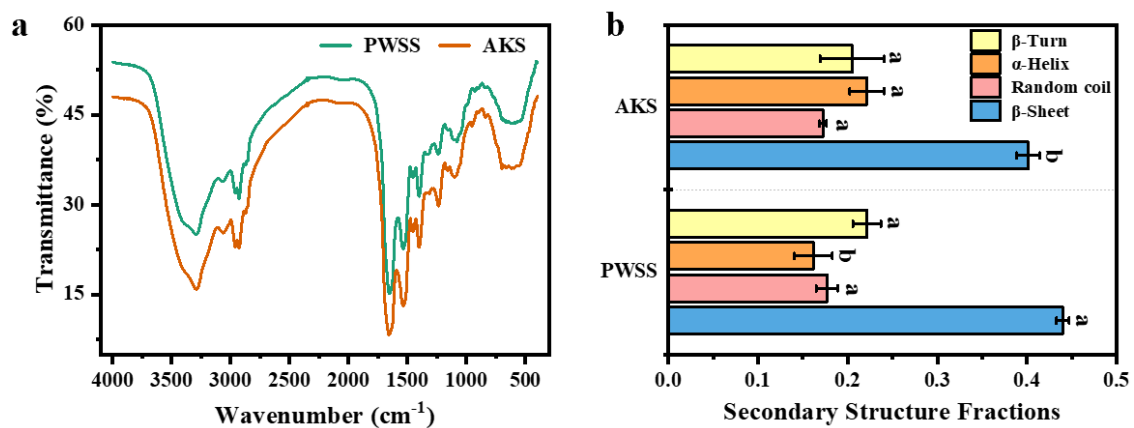 a
60
45
30
15
Transmittance (%)
PWSS
AKS
4000 3500 3000 2500 2000 1500 1000 500
Wavenumber (cm⁻¹)
b
β-Turn
α-Helix
Random coil
β-Sheet
AKS
a
a
a
b
PWSS
a
b
a
a
0.0 0.1 0.2 0.3 0.4 0.5
Secondary Structure Fractions